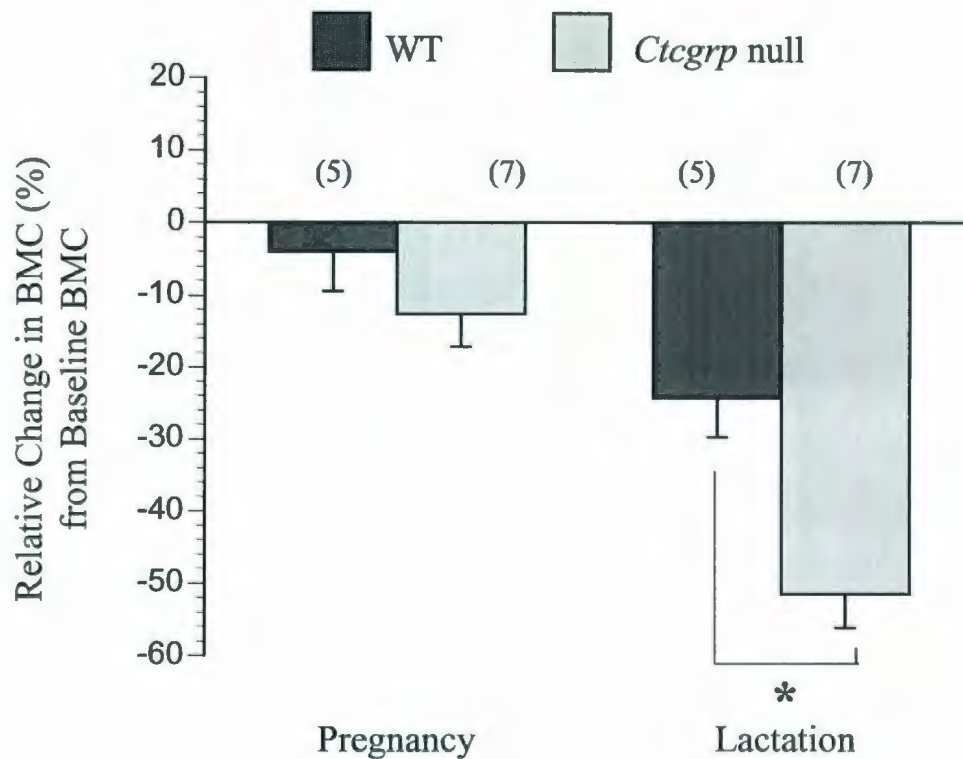 WT
Ctcgrp null
Relative Change in BMC (%)
from Baseline BMC
20
10
0
-10
-20
-30
-40
-50
-60
(5)
(7)
(5)
(7)
*
Pregnancy
Lactation